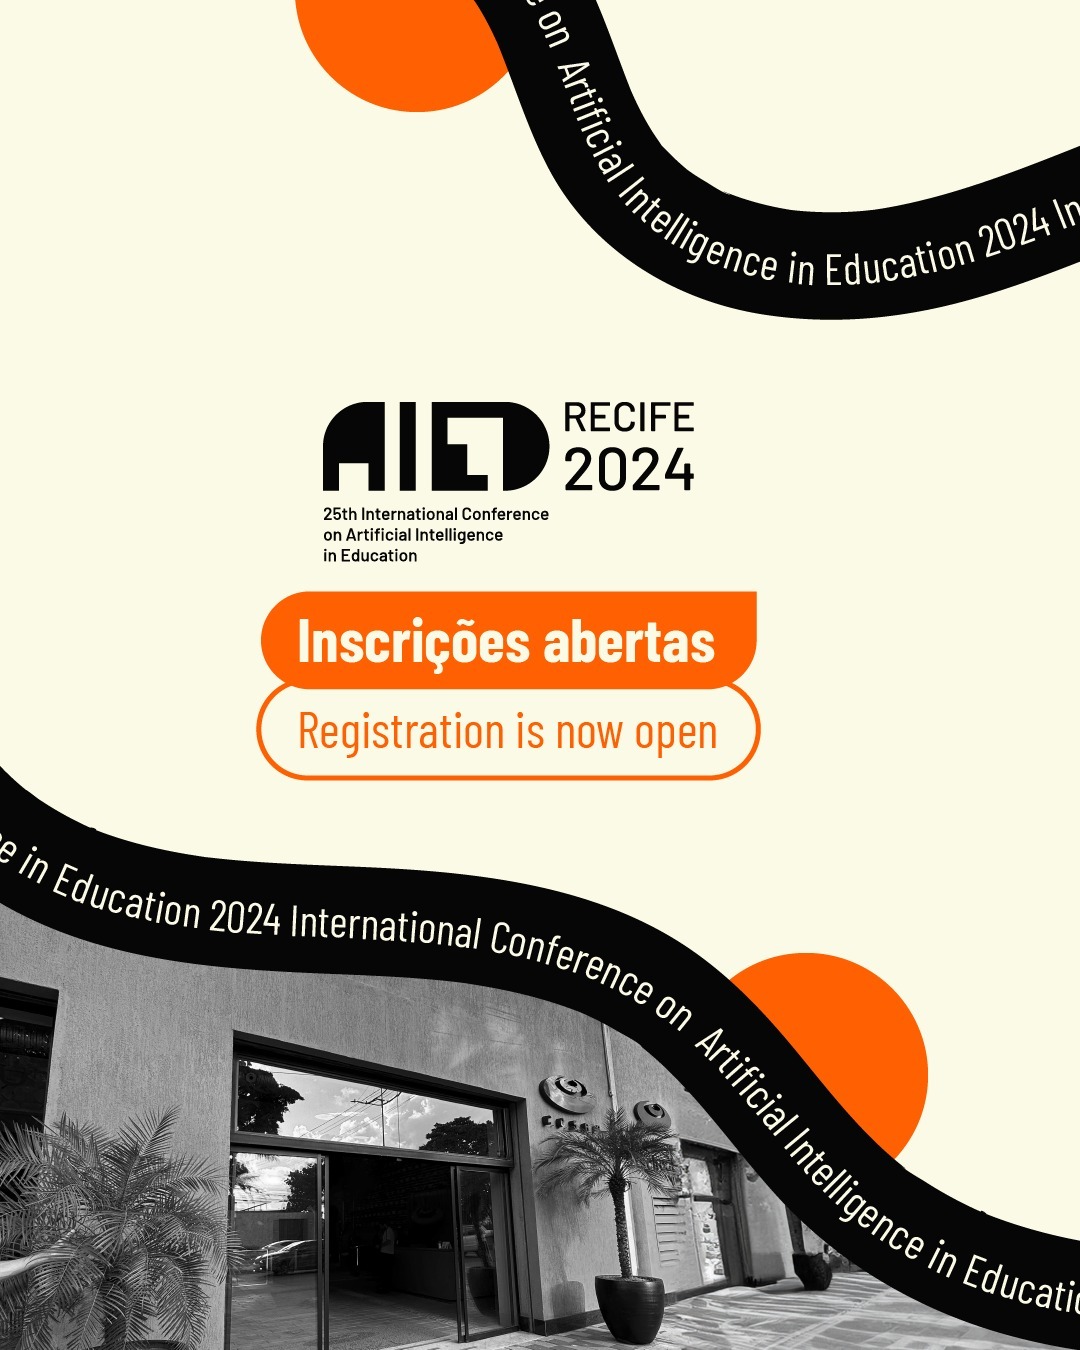 e on Artificial Intelligence in Education 2024 In
AIED
RECIFE
2024
25th International Conference
on Artificial Intelligence
in Education
Inscrições abertas
Registration is now open
ce in Education 2024 International Conference on Artificial Intelligence in Educatio